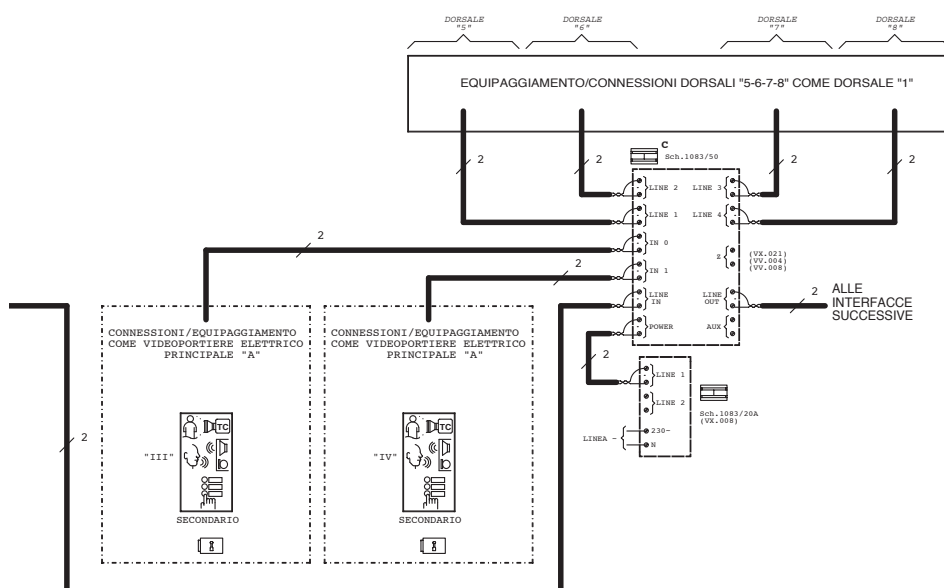 DORSALE
"5"
DORSALE
"6"
DORSALE
"7"
DORSALE
"8"
EQUIPAGGIAMENTO/CONNESSIONI DORSALI "5-6-7-8" COME DORSALE "1"
2
2
2
2
C
Sch.1083/50
LINE 2
LINE 3
LINE 1
LINE 4
2
IN 0
Z
(VX.021)
(VV.004)
(VV.008)
2
IN 1
LINE
IN
LINE
OUT
2
ALLE
INTERFACCE
SUCCESSIVE
POWER
AUX
2
CONNESSIONI/EQUIPAGGIAMENTO
COME VIDEOPORTIERE ELETTRICO
PRINCIPALE "A"
CONNESSIONI/EQUIPAGGIAMENTO
COME VIDEOPORTIERE ELETTRICO
PRINCIPALE "A"
LINE 1
LINE 2
Sch.1083/20A
(VX.008)
LINEA ~
230~
N
2
TC
"III"
SECONDARIO
TC
"IV"
SECONDARIO